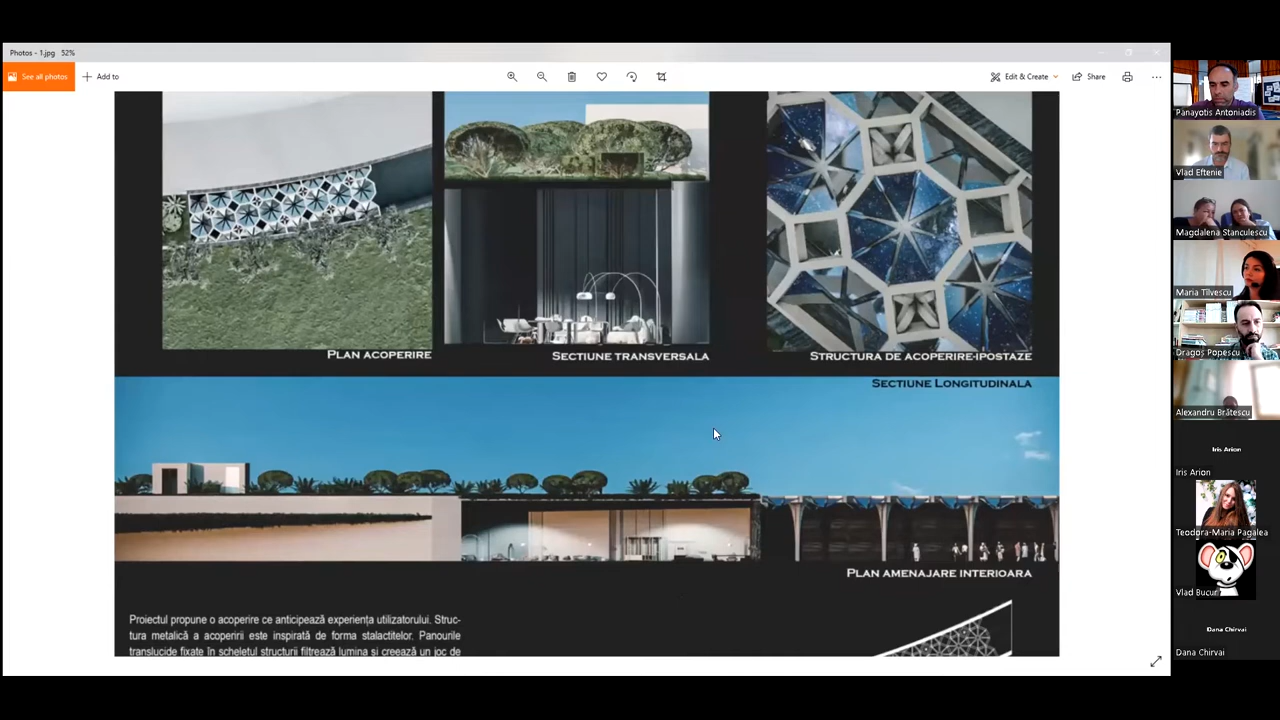 Photos - 1.jpg 52%
See all photos
Add to
Edit & Create
Share
PLAN ACOPERIRE
SECTIUNE TRANSVERSALA
STRUCTURA DE ACOPERIRE-IPOSTAZE
SECTIUNE LONGITUDINALA
PLAN AMENAJARE INTERIOARA
Proiectul propune o acoperire ce anticipează experiența utilizatorului. Struc-
tura metalică a acoperirii este inspirată de forma stalactitelor. Panourile
translucide fixate în scheletul structurii filtrează lumina și creează un joc de
Panayotis Antoniadis
Vlad Eftenie
Magdalena Stanculescu
Maria Tilvescu
Dragoș Popescu
Alexandru Brătescu
Iris Arion
Iris Arion
Teodora-Maria Pagalea
Vlad Bucur
Dana Chirvai
Dana Chirvai